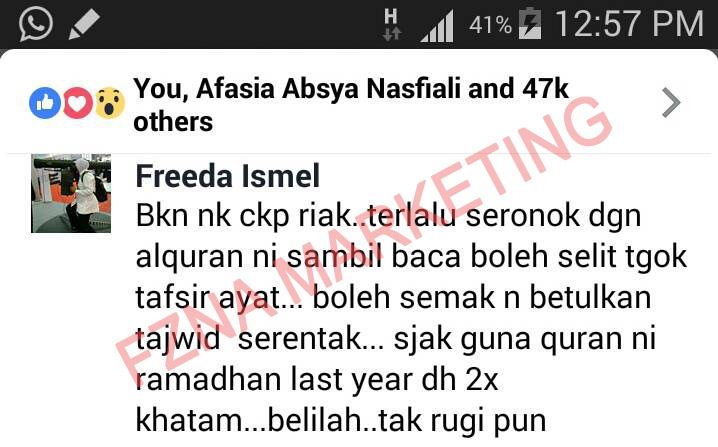 H 41% 12:57 PM
You, Afasia Absya Nasfiali and 47k
others
Freeda Ismel
Bkn nk ckp riak..terlalu seronok dgn
alquran ni sambil baca boleh selit tgok
tafsir ayat... boleh semak n betulkan
tajwid serentak... sjak guna quran ni
ramadhan last year dh 2x
khatam...belilah..tak rugi pun
FZNA MARKETING